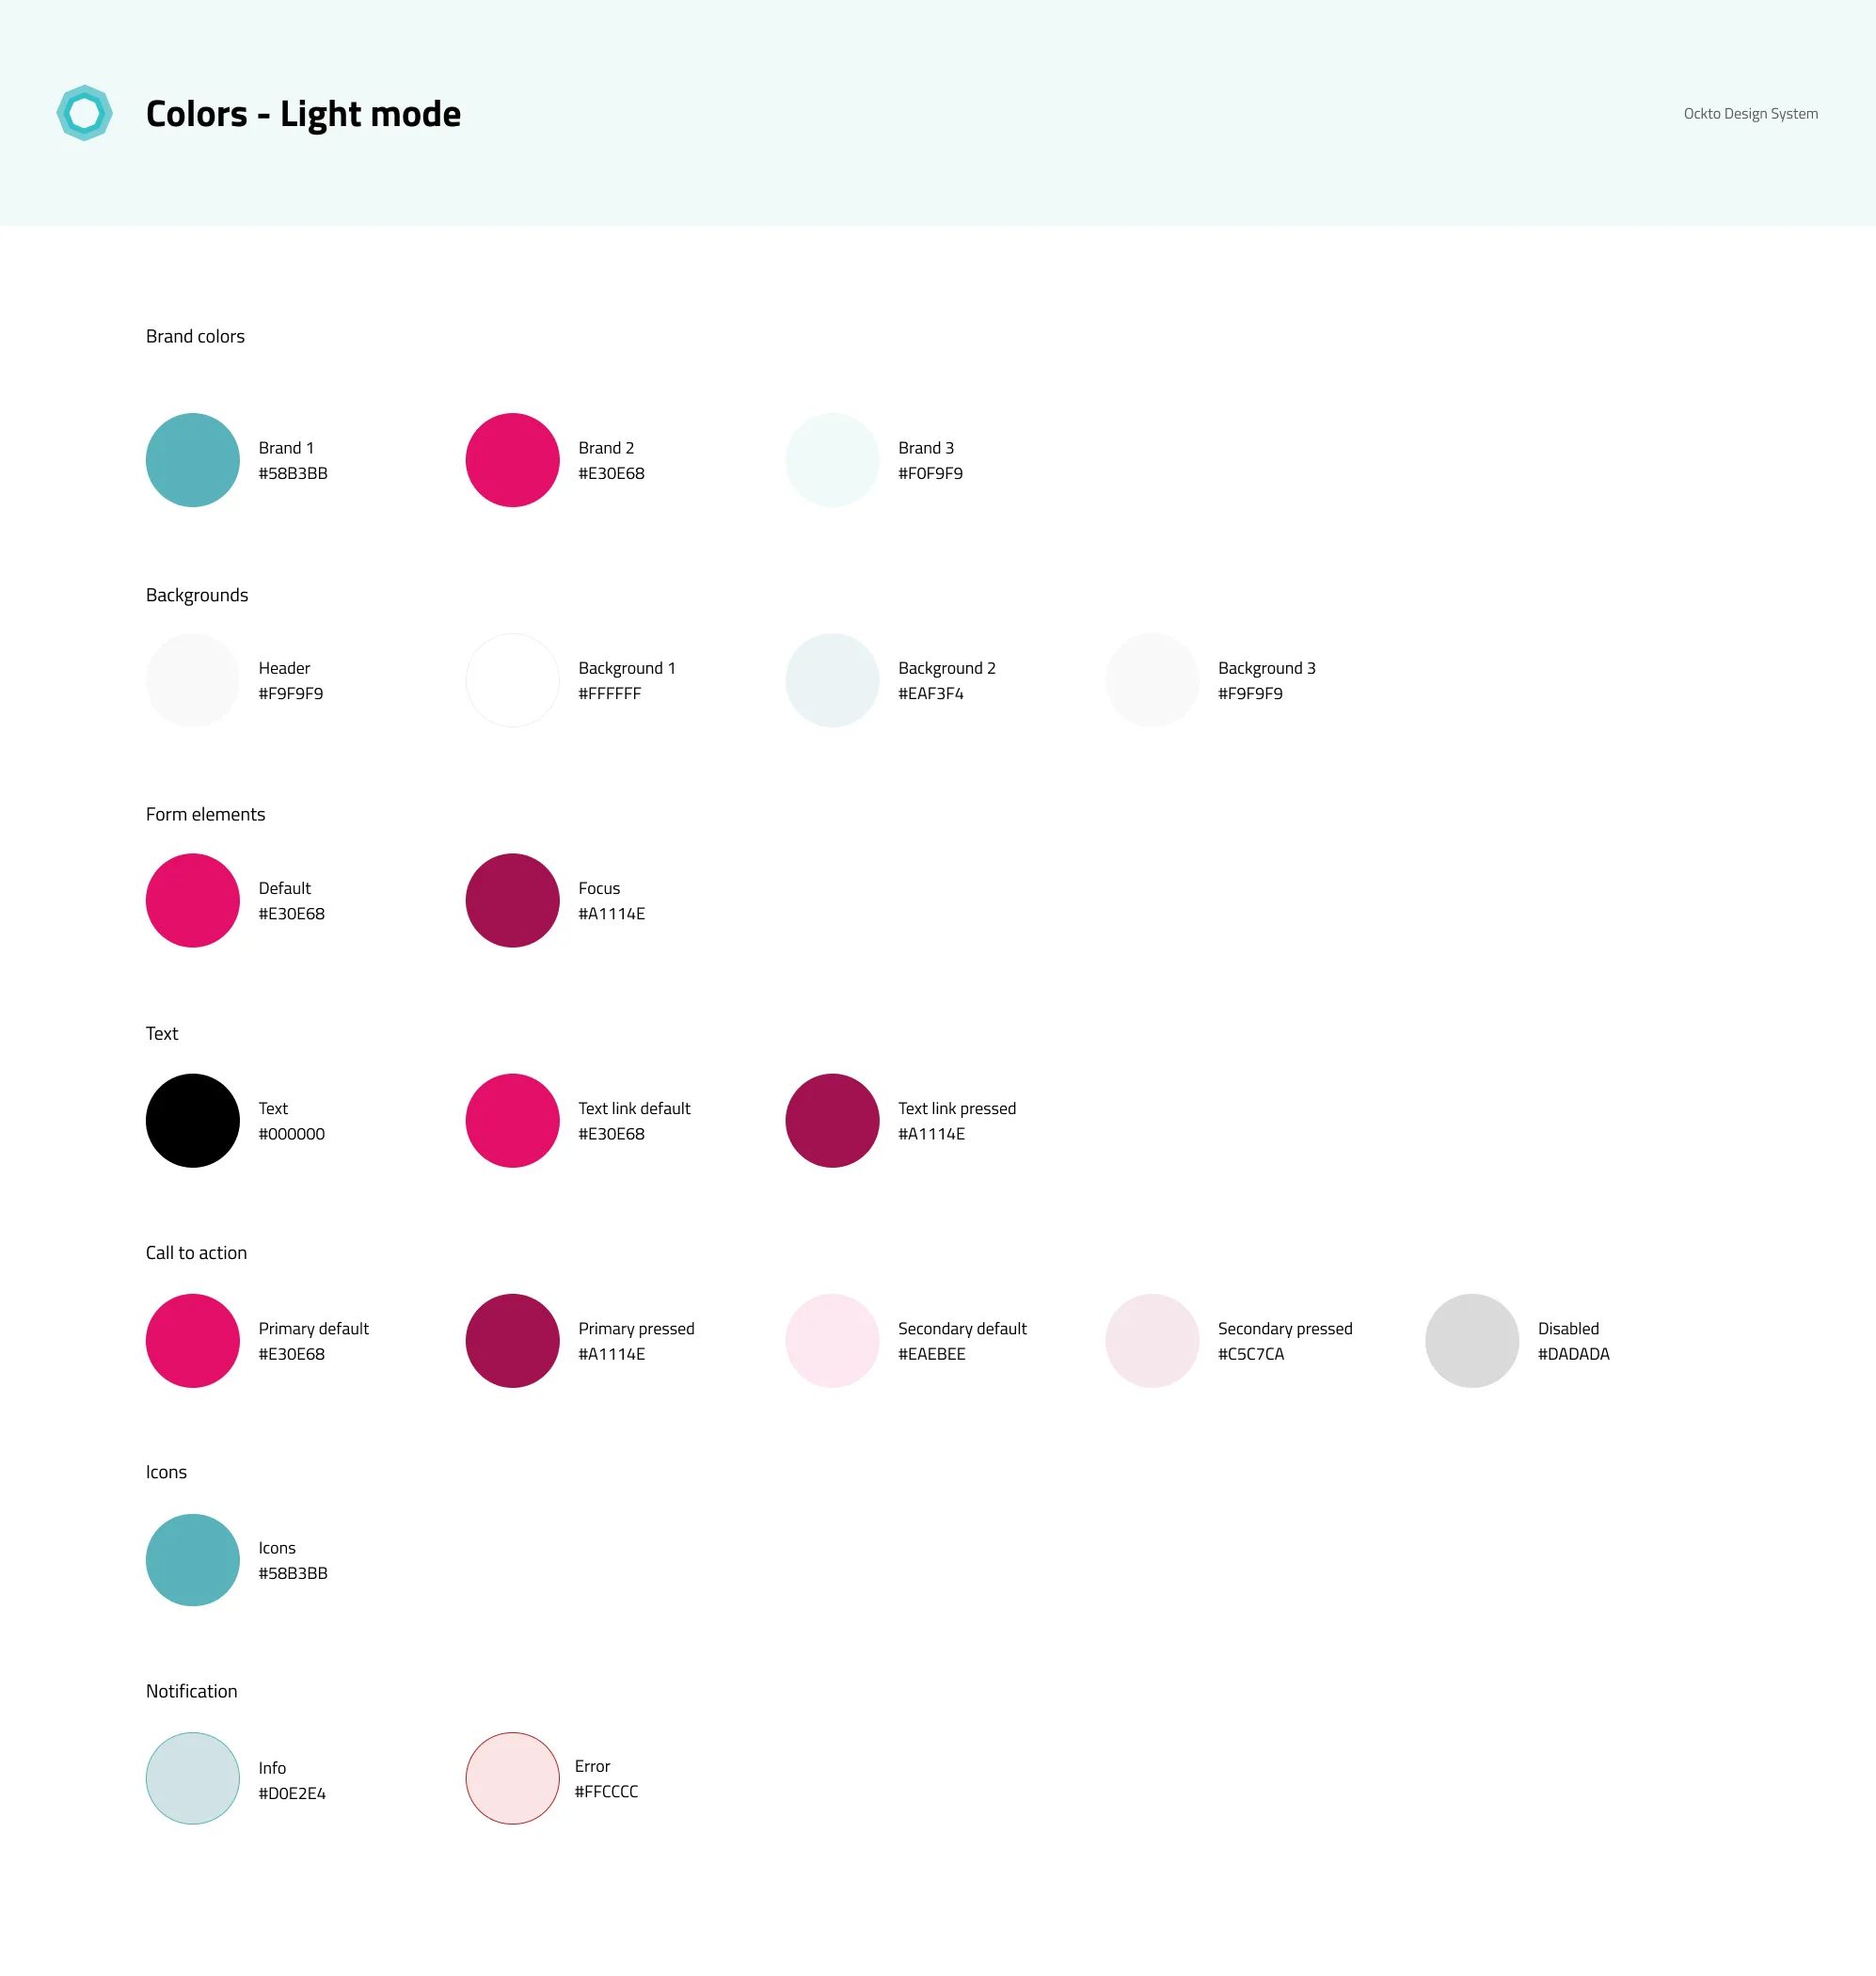 Colors - Light mode
Ockto Design System
Brand colors
Brand 1
#58B3BB
Brand 2
#E30E68
Brand 3
#F0F9F9
Backgrounds
Header
#F9F9F9
Background 1
#FFFFFF
Background 2
#EAF3F4
Background 3
#F9F9F9
Form elements
Default
#E30E68
Focus
#A1114E
Text
Text
#000000
Text link default
#E30E68
Text link pressed
#A1114E
Call to action
Primary default
#E30E68
Primary pressed
#A1114E
Secondary default
#EAEBEE
Secondary pressed
#C5C7CA
Disabled
#DADADA
Icons
Icons
#58B3BB
Notification
Info
#D0E2E4
Error
#FFCCCC